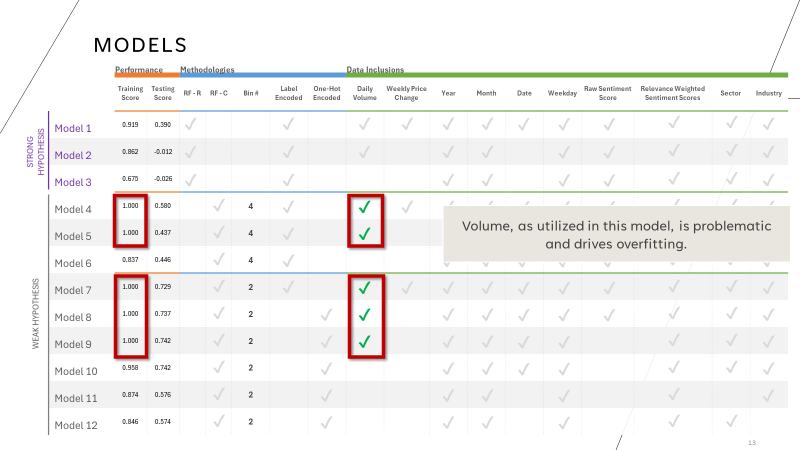 MODELS
Performance Methodologies Data Inclusions
Training Score Testing Score RF - R RF - C Bin # Label Encoded One-Hot Encoded Daily Volume Weekly Price Change Year Month Date Weekday Raw Sentiment Score Relevance Weighted Sentiment Scores Sector Industry
STRONG HYPOTHESIS
Model 1 0.919 0.390 ✓ ✓ ✓ ✓ ✓ ✓ ✓ ✓ ✓ ✓ ✓ ✓
Model 2 0.862 -0.012 ✓ ✓ ✓ ✓ ✓ ✓ ✓ ✓ ✓ ✓
Model 3 0.675 -0.026 ✓ ✓ ✓ ✓ ✓ ✓ ✓ ✓ ✓
WEAK HYPOTHESIS
Model 4 1.000 0.580 ✓ 4 ✓ ✓ ✓
Model 5 1.000 0.437 ✓ 4 ✓ ✓
Volume, as utilized in this model, is problematic
and drives overfitting.
Model 6 0.837 0.446 ✓ 4 ✓
Model 7 1.000 0.729 ✓ 2 ✓ ✓ ✓ ✓ ✓ ✓ ✓ ✓ ✓ ✓ ✓
Model 8 1.000 0.737 ✓ 2 ✓ ✓ ✓ ✓ ✓ ✓ ✓ ✓ ✓ ✓
Model 9 1.000 0.742 ✓ 2 ✓ ✓ ✓ ✓ ✓ ✓ ✓ ✓ ✓
Model 10 0.958 0.742 ✓ 2 ✓ ✓ ✓ ✓ ✓ ✓ ✓ ✓
Model 11 0.874 0.576 ✓ 2 ✓ ✓ ✓ ✓ ✓ ✓
Model 12 0.846 0.574 ✓ 2 ✓ ✓ ✓ ✓ ✓ ✓
13